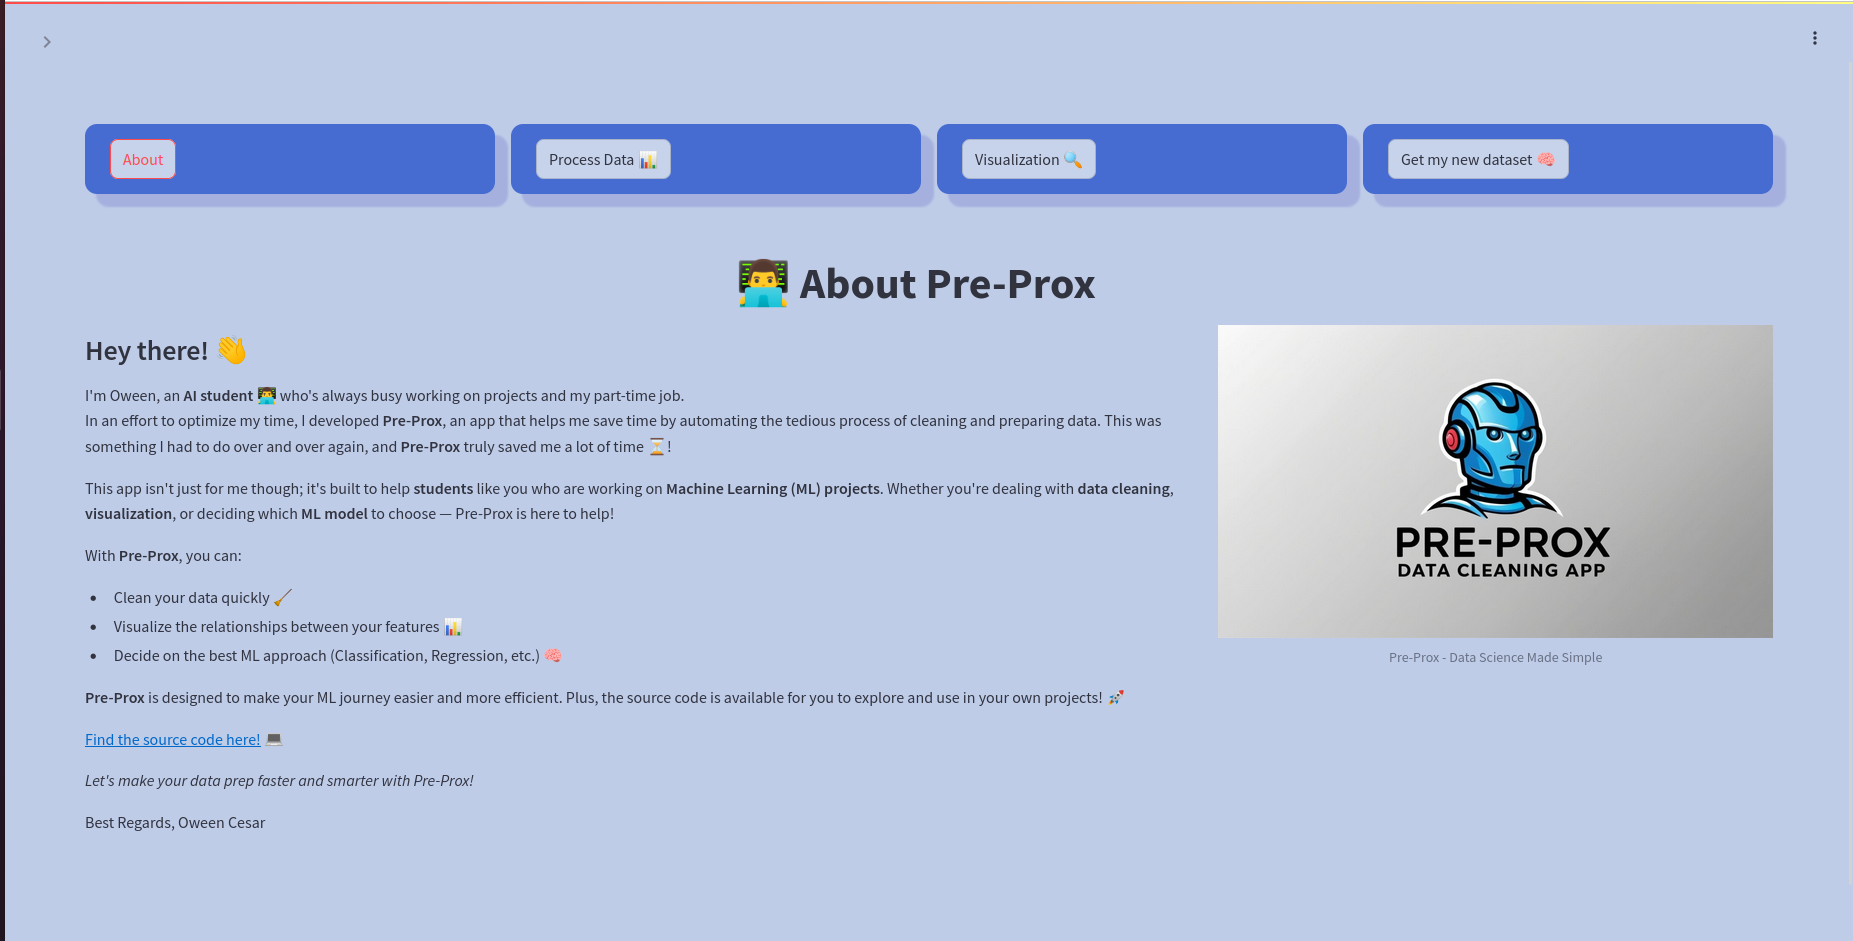 About
Process Data 📊
Visualization 🔍
Get my new dataset 🧠
👨‍💻 About Pre-Prox
Hey there! 👋
I'm Oween, an AI student 👨‍💻 who's always busy working on projects and my part-time job.
In an effort to optimize my time, I developed Pre-Prox, an app that helps me save time by automating the tedious process of cleaning and preparing data. This was
something I had to do over and over again, and Pre-Prox truly saved me a lot of time ⏳!
This app isn't just for me though; it's built to help students like you who are working on Machine Learning (ML) projects. Whether you're dealing with data cleaning,
visualization, or deciding which ML model to choose — Pre-Prox is here to help!
With Pre-Prox, you can:
• Clean your data quickly 🧹
• Visualize the relationships between your features 📊
• Decide on the best ML approach (Classification, Regression, etc.) 🧠
Pre-Prox is designed to make your ML journey easier and more efficient. Plus, the source code is available for you to explore and use in your own projects! 🚀
Find the source code here! 💻
Let's make your data prep faster and smarter with Pre-Prox!
Best Regards, Oween Cesar
PRE-PROX
DATA CLEANING APP
Pre-Prox - Data Science Made Simple